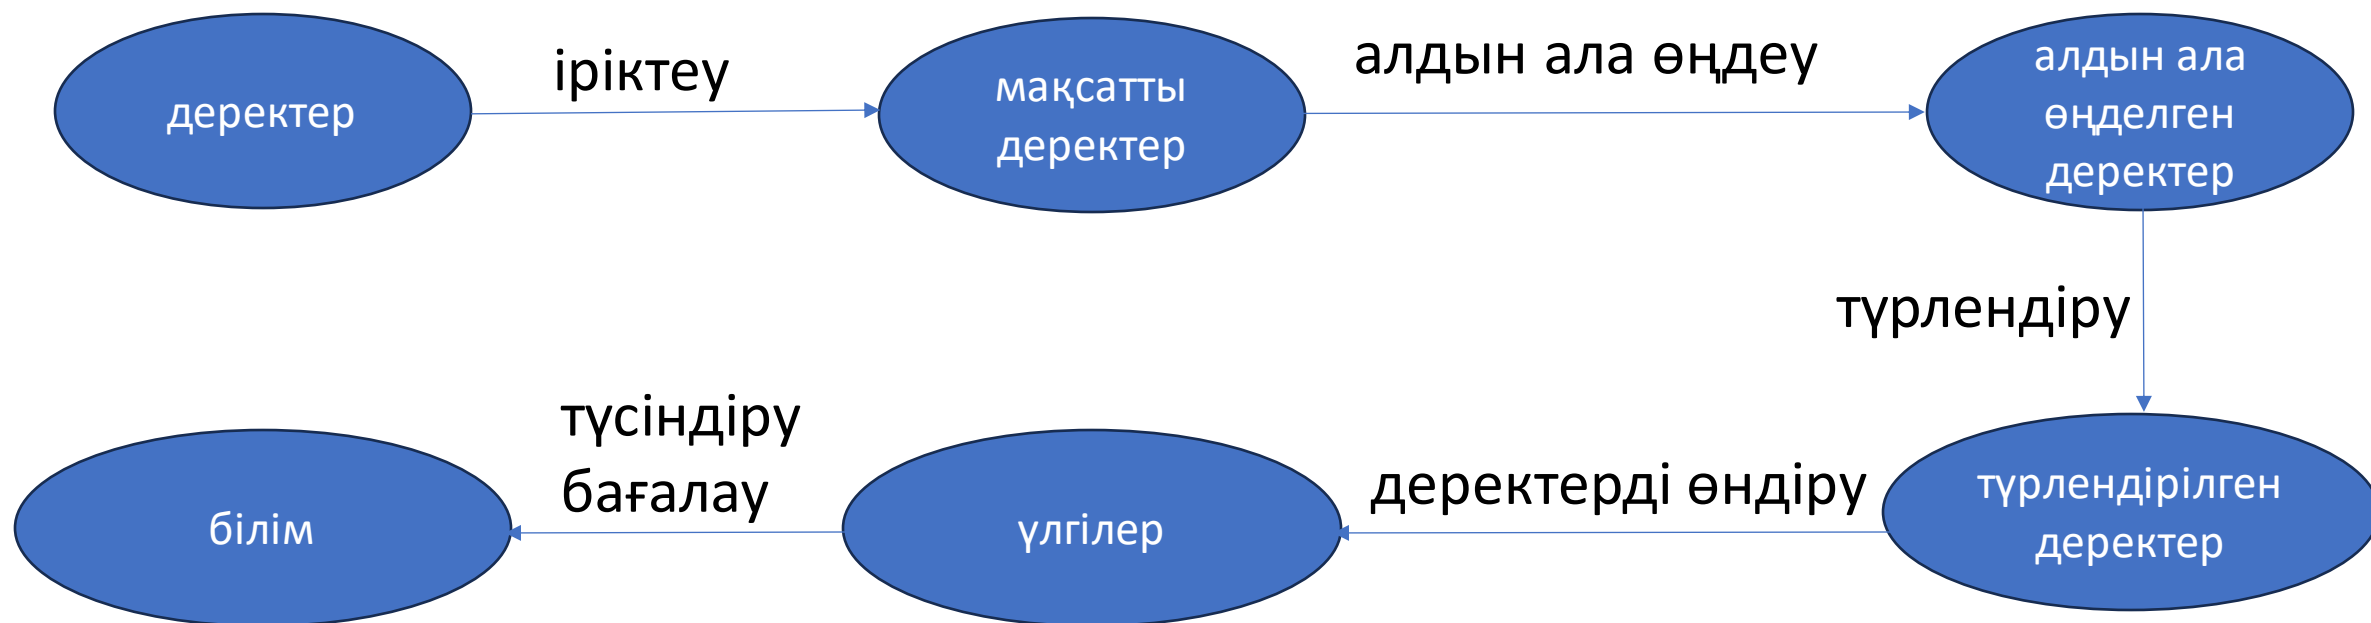 деректер
іріктеу
мақсатты
деректер
алдын ала өңдеу
алдын ала
өңделген
деректер
түрлендіру
түрлендірілген
деректер
деректерді өндіру
үлгілер
түсіндіру
бағалау
білім